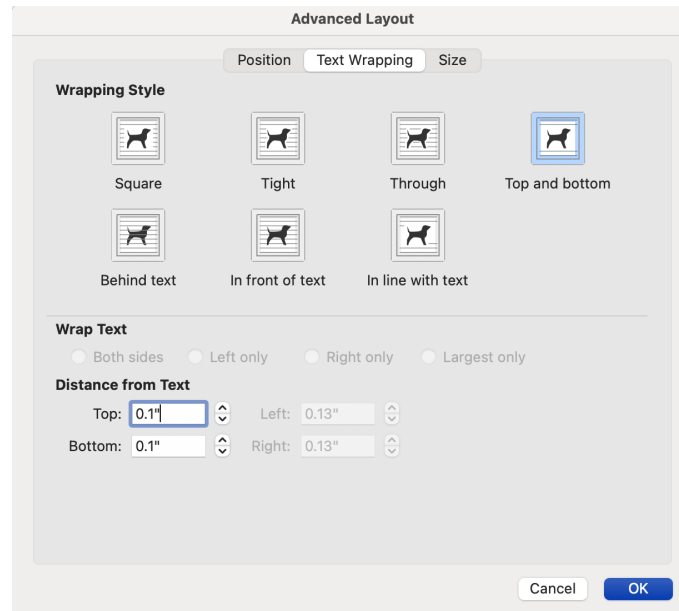 Advanced Layout
Position Text Wrapping Size
Wrapping Style
Square Tight Through Top and bottom
Behind text In front of text In line with text
Wrap Text
Both sides Left only Right only Largest only
Distance from Text
Top: 0.1" Left: 0.13"
Bottom: 0.1" Right: 0.13"
Cancel OK